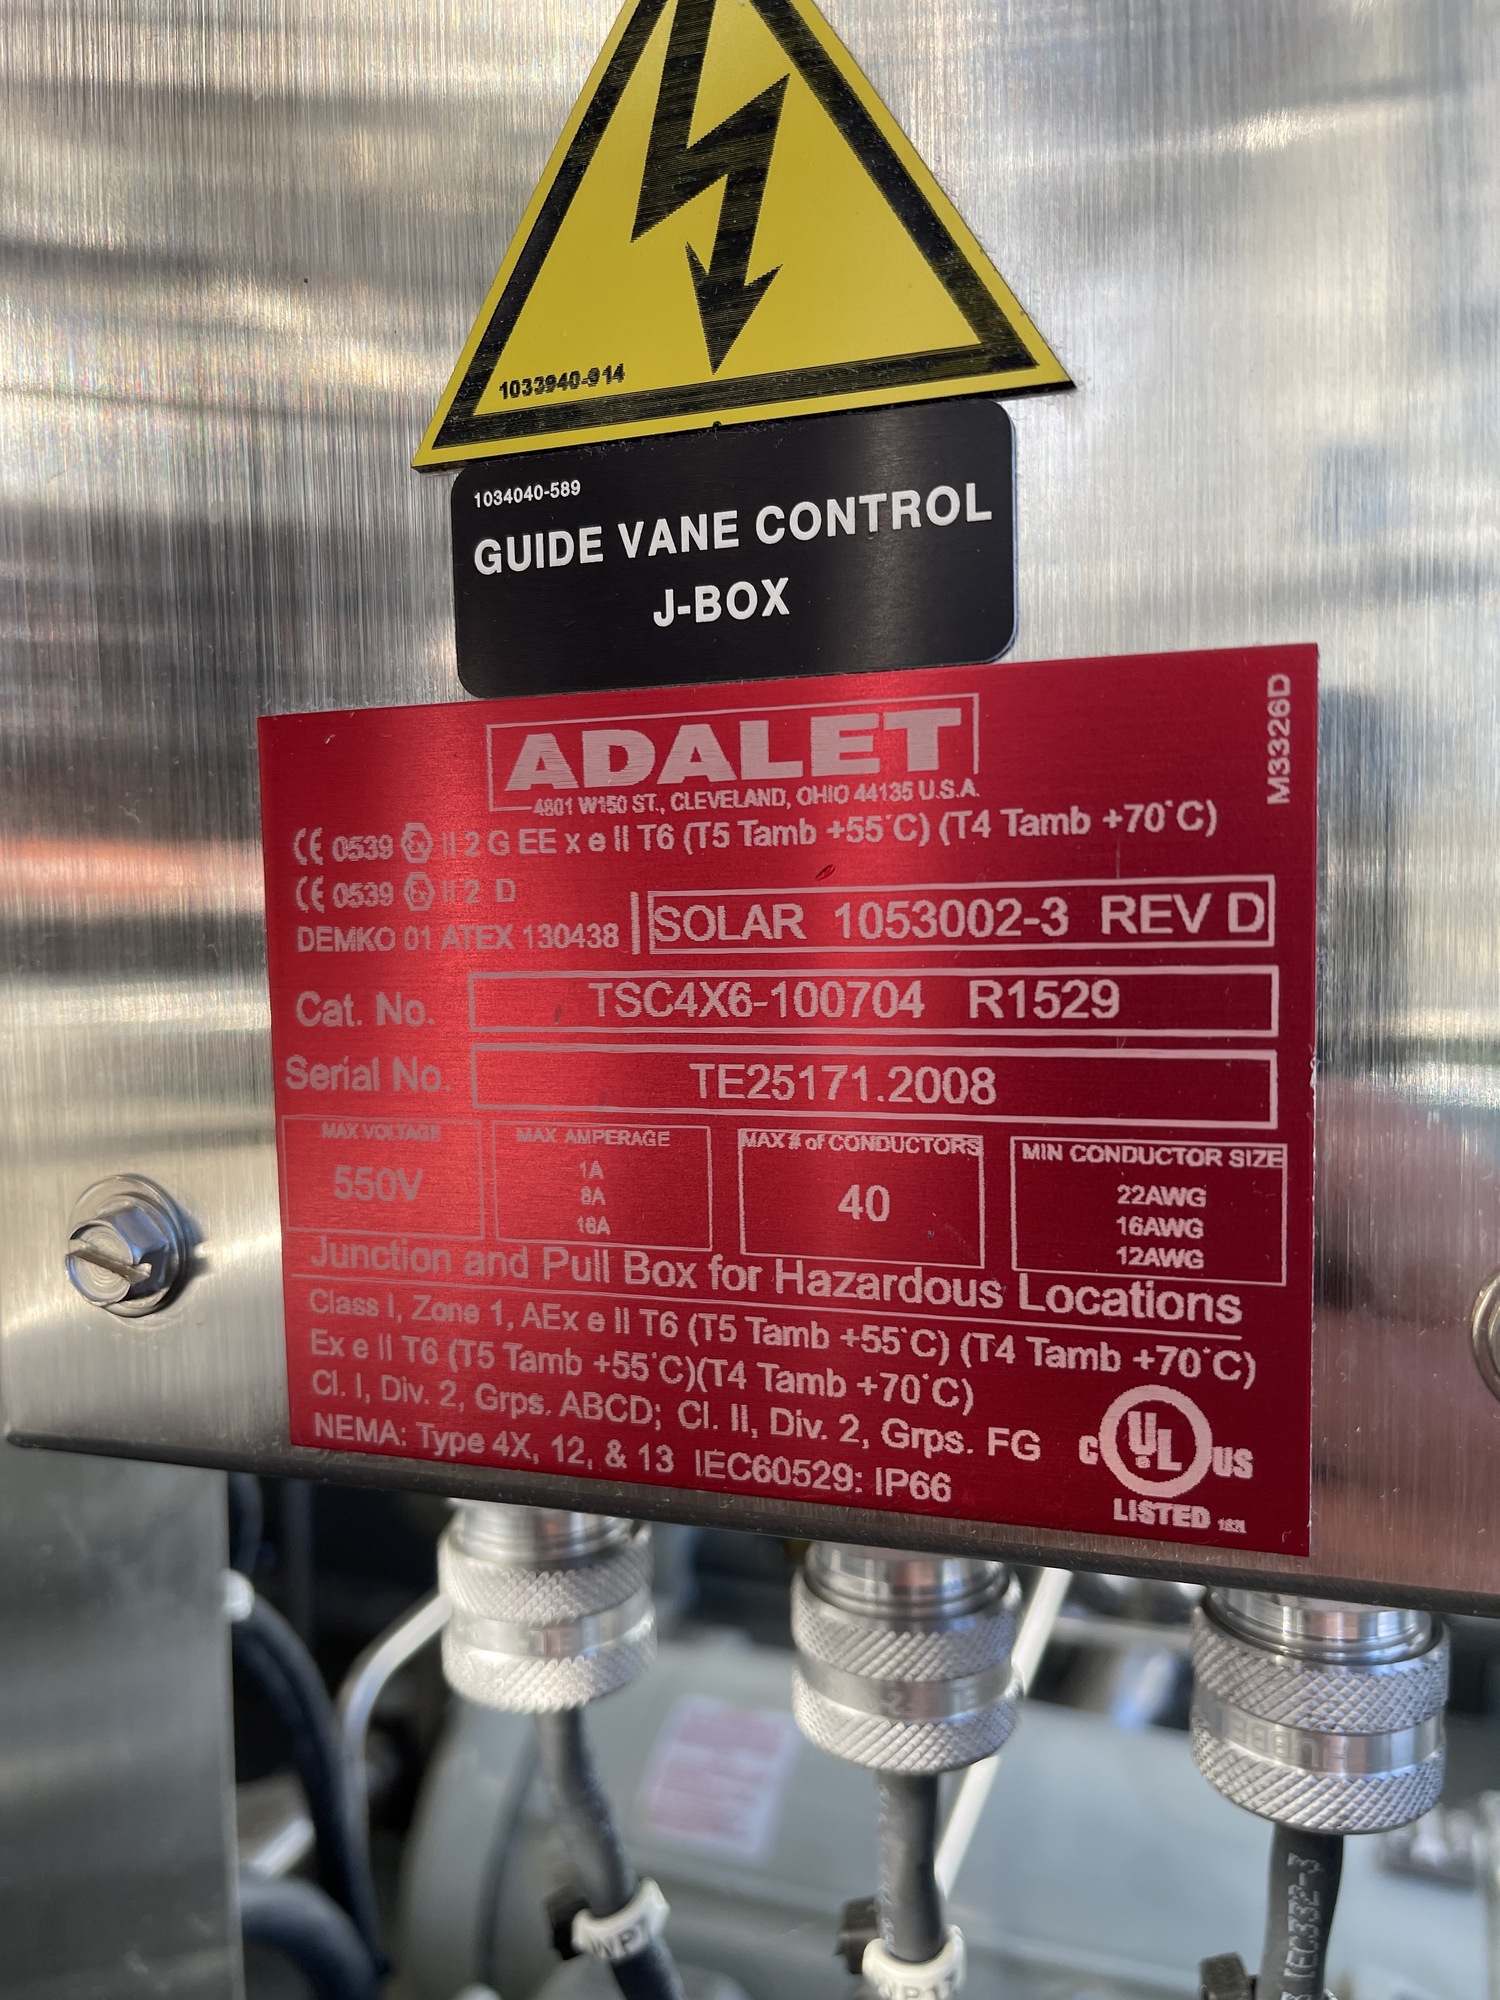 1033940-914
1034040-589
GUIDE VANE CONTROL
J-BOX
M3326D
ADALET
4801 W150 ST., CLEVELAND, OHIO 44135 U.S.A.
CE 0539 Ex II 2 G EE x e II T6 (T5 Tamb +55°C) (T4 Tamb +70°C)
CE 0539 Ex II 2 D
DEMKO 01 ATEX 130438
SOLAR 1053002-3 REV D
Cat. No. TSC4X6-100704 R1529
Serial No. TE25171.2008
MAX VOLTAGE
550V
MAX AMPERAGE
1A
8A
16A
MAX # of CONDUCTORS
40
MIN CONDUCTOR SIZE
22AWG
16AWG
12AWG
Junction and Pull Box for Hazardous Locations
Class I, Zone 1, AEx e II T6 (T5 Tamb +55°C) (T4 Tamb +70°C)
Ex e II T6 (T5 Tamb +55°C)(T4 Tamb +70°C)
Cl. I, Div. 2, Grps. ABCD; Cl. II, Div. 2, Grps. FG
NEMA: Type 4X, 12, & 13 IEC60529: IP66
C UL US
LISTED
IEC332-3